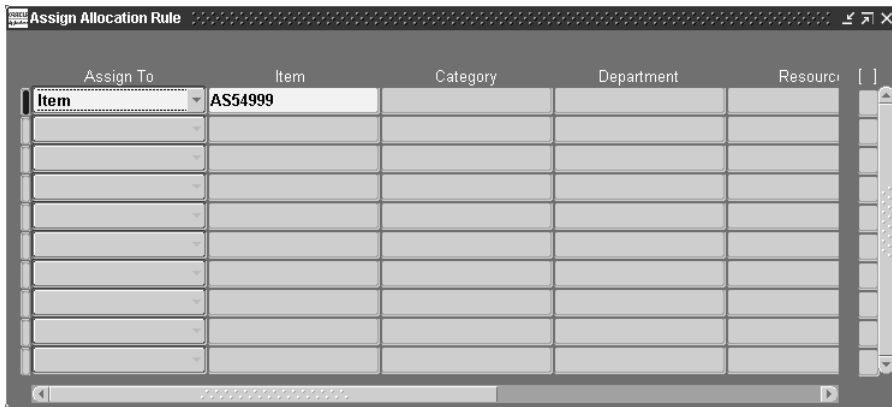 Assign Allocation Rule
Assign To Item Category Department Resourc [ ]
Item AS54999